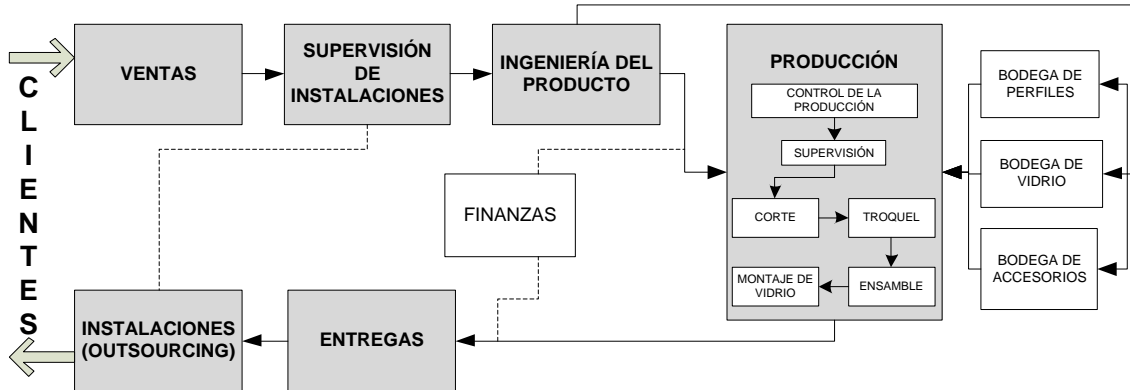 CLIENTES
VENTAS
SUPERVISIÓN
DE
INSTALACIONES
INGENIERÍA DEL
PRODUCTO
PRODUCCIÓN
CONTROL DE LA
PRODUCCIÓN
SUPERVISIÓN
CORTE
TROQUEL
MONTAJE DE
VIDRIO
ENSAMBLE
BODEGA DE
PERFILES
BODEGA DE
VIDRIO
BODEGA DE
ACCESORIOS
FINANZAS
INSTALACIONES
(OUTSOURCING)
ENTREGAS